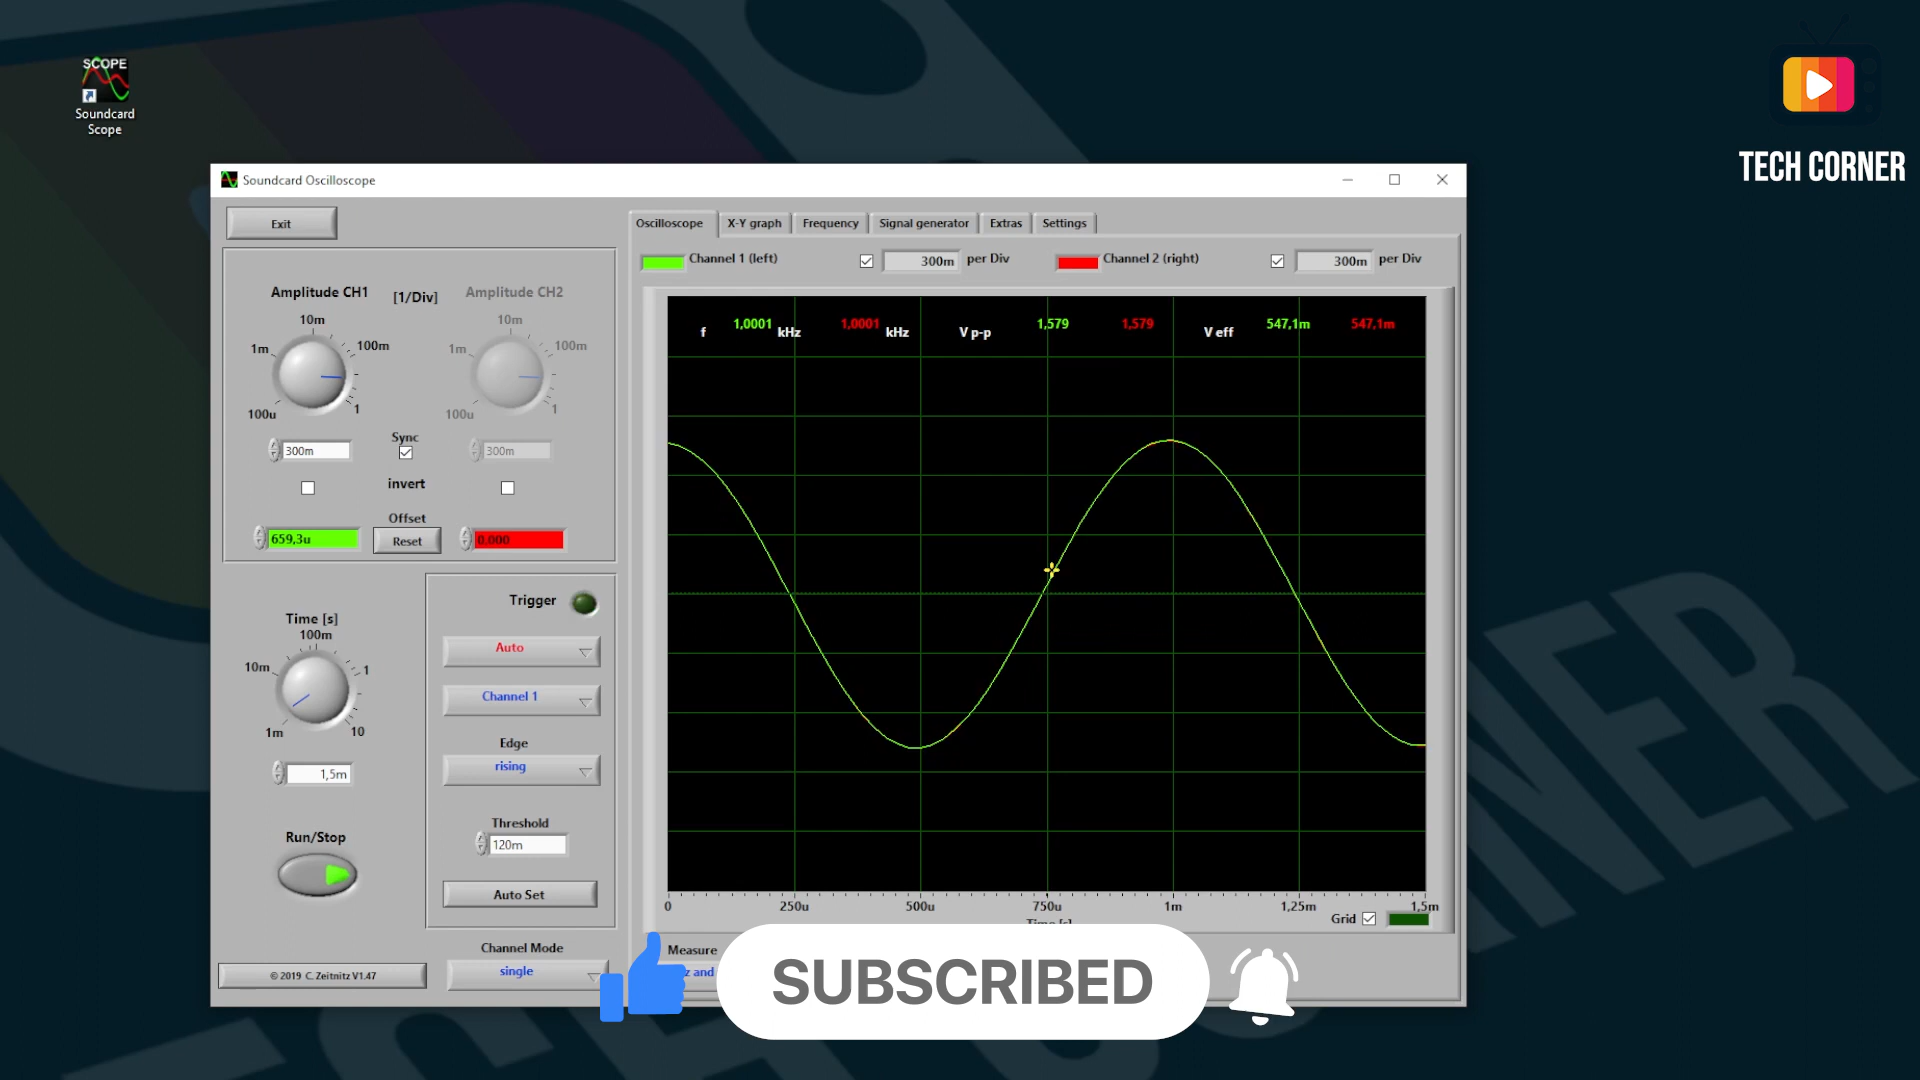 SCOPE
Soundcard
Scope
TECH CORNER
Soundcard Oscilloscope
Exit
Oscilloscope X-Y graph Frequency Signal generator Extras Settings
Channel 1 (left) 300m per Div Channel 2 (right) 300m per Div
Amplitude CH1 [1/Div] Amplitude CH2
10m 10m
1m 100m 1m 100m
100u 1 100u 1
300m Sync 300m
invert
Offset
659,3u Reset 0,000
f 1,0001 kHz 1,0001 kHz V p-p 1,579 1,579 V eff 547,1m 547,1m
Time [s]
100m
10m 1
1m 10
1,5m
Run/Stop
Trigger
Auto
Channel 1
Edge
rising
Threshold
120m
Auto Set
0 250u 500u 750u 1m 1,25m 1,5m
Time [s]
Grid
Channel Mode
single
© 2019 C. Zeitnitz V1.47
Measure
z and
SUBSCRIBED
NER